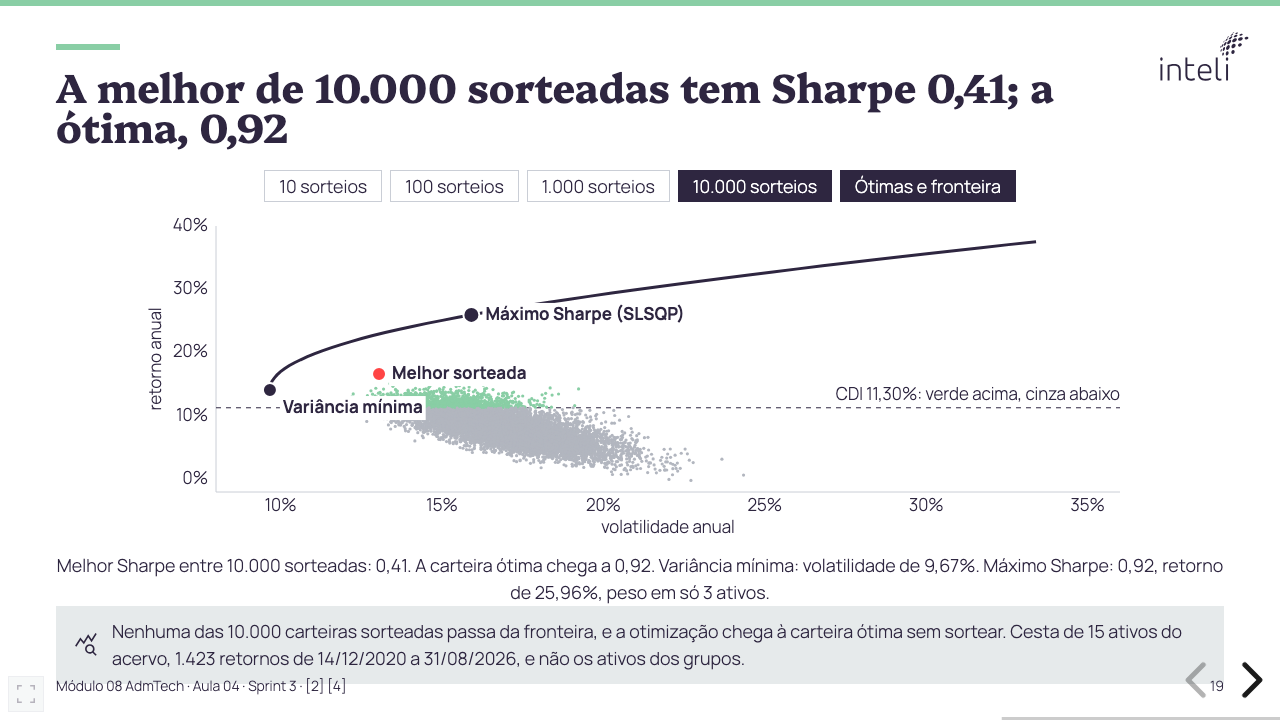 inteli
A melhor de 10.000 sorteadas tem Sharpe 0,41; a
ótima, 0,92
10 sorteios
100 sorteios
1.000 sorteios
10.000 sorteios
Ótimas e fronteira
40%
30%
20%
10%
0%
retorno anual
Máximo Sharpe (SLSQP)
Melhor sorteada
Variância mínima
CDI 11,30%: verde acima, cinza abaixo
10%
15%
20%
25%
30%
35%
volatilidade anual
Melhor Sharpe entre 10.000 sorteadas: 0,41. A carteira ótima chega a 0,92. Variância mínima: volatilidade de 9,67%. Máximo Sharpe: 0,92, retorno
de 25,96%, peso em só 3 ativos.
Nenhuma das 10.000 carteiras sorteadas passa da fronteira, e a otimização chega à carteira ótima sem sortear. Cesta de 15 ativos do
acervo, 1.423 retornos de 14/12/2020 a 31/08/2026, e não os ativos dos grupos.
Módulo 08 AdmTech · Aula 04 · Sprint 3 · [2] [4]
19